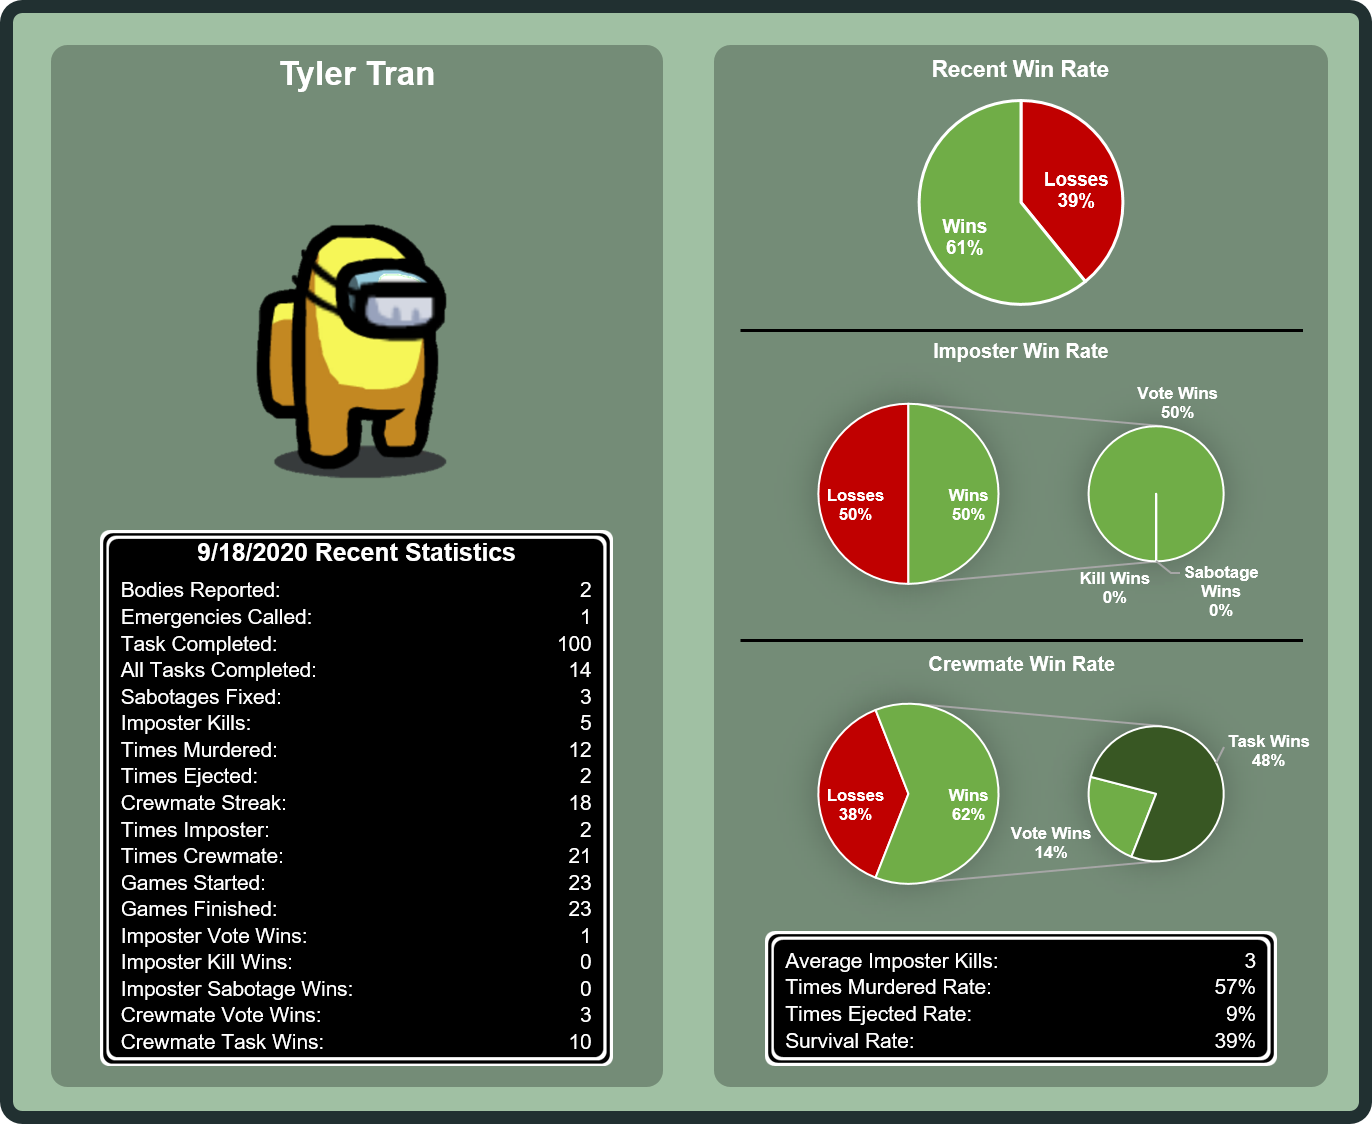 Tyler Tran
9/18/2020 Recent Statistics
Bodies Reported: 2
Emergencies Called: 1
Task Completed: 100
All Tasks Completed: 14
Sabotages Fixed: 3
Imposter Kills: 5
Times Murdered: 12
Times Ejected: 2
Crewmate Streak: 18
Times Imposter: 2
Times Crewmate: 21
Games Started: 23
Games Finished: 23
Imposter Vote Wins: 1
Imposter Kill Wins: 0
Imposter Sabotage Wins: 0
Crewmate Vote Wins: 3
Crewmate Task Wins: 10
Recent Win Rate
Losses
39%
Wins
61%
Imposter Win Rate
Vote Wins
50%
Losses
50%
Wins
50%
Kill Wins
0%
Sabotage
Wins
0%
Crewmate Win Rate
Task Wins
48%
Losses
38%
Wins
62%
Vote Wins
14%
Average Imposter Kills: 3
Times Murdered Rate: 57%
Times Ejected Rate: 9%
Survival Rate: 39%